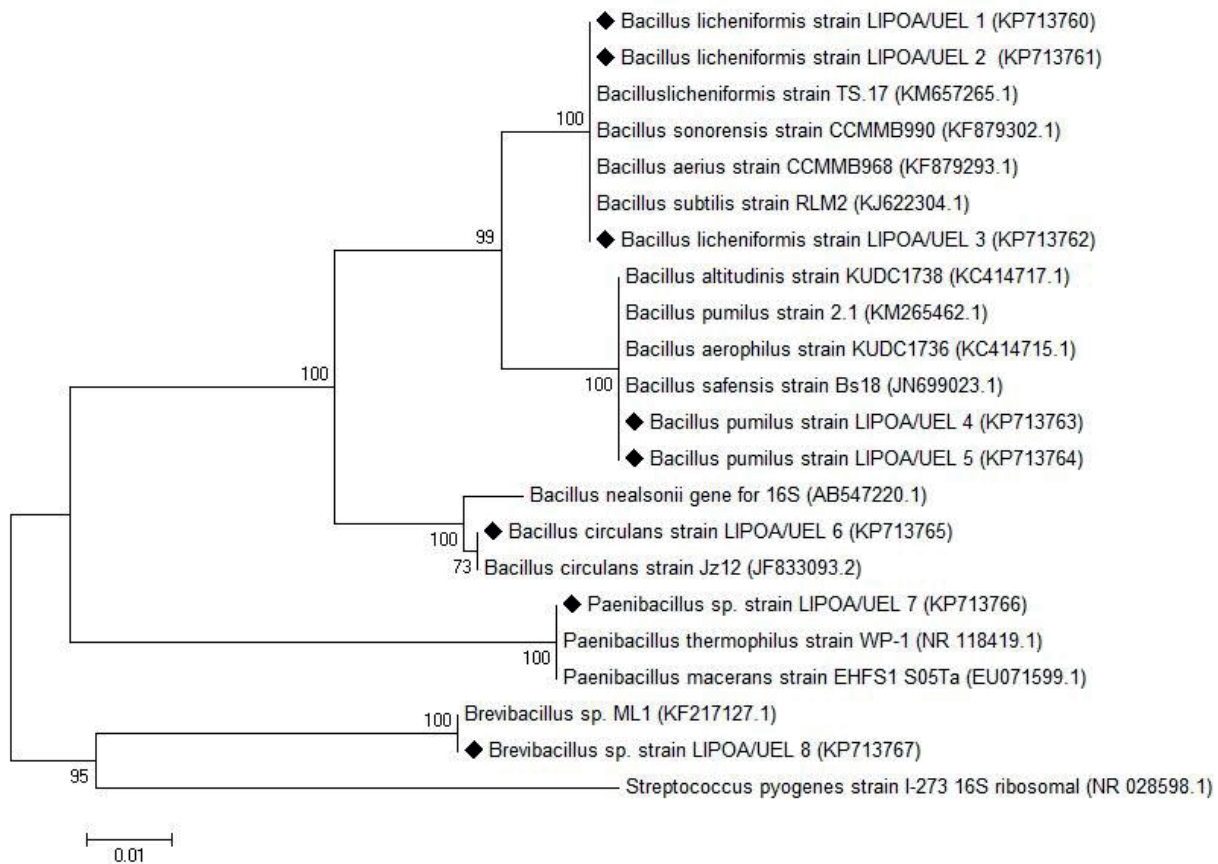 Bacillus licheniformis strain LIPOA/UEL 1 (KP713760)
Bacillus licheniformis strain LIPOA/UEL 2 (KP713761)
Bacilluslicheniformis strain TS.17 (KM657265.1)
100
Bacillus sonorensis strain CCMMB990 (KF879302.1)
Bacillus aerius strain CCMMB968 (KF879293.1)
Bacillus subtilis strain RLM2 (KJ622304.1)
99
Bacillus licheniformis strain LIPOA/UEL 3 (KP713762)
Bacillus altitudinis strain KUDC1738 (KC414717.1)
Bacillus pumilus strain 2.1 (KM265462.1)
Bacillus aerophilus strain KUDC1736 (KC414715.1)
100
100
Bacillus safensis strain Bs18 (JN699023.1)
Bacillus pumilus strain LIPOA/UEL 4 (KP713763)
Bacillus pumilus strain LIPOA/UEL 5 (KP713764)
Bacillus nealsonii gene for 16S (AB547220.1)
Bacillus circulans strain LIPOA/UEL 6 (KP713765)
100
73
Bacillus circulans strain Jz12 (JF833093.2)
Paenibacillus sp. strain LIPOA/UEL 7 (KP713766)
Paenibacillus thermophilus strain WP-1 (NR 118419.1)
100
Paenibacillus macerans strain EHFS1 S05Ta (EU071599.1)
Brevibacillus sp. ML1 (KF217127.1)
100
Brevibacillus sp. strain LIPOA/UEL 8 (KP713767)
95
Streptococcus pyogenes strain I-273 16S ribosomal (NR 028598.1)
0.01